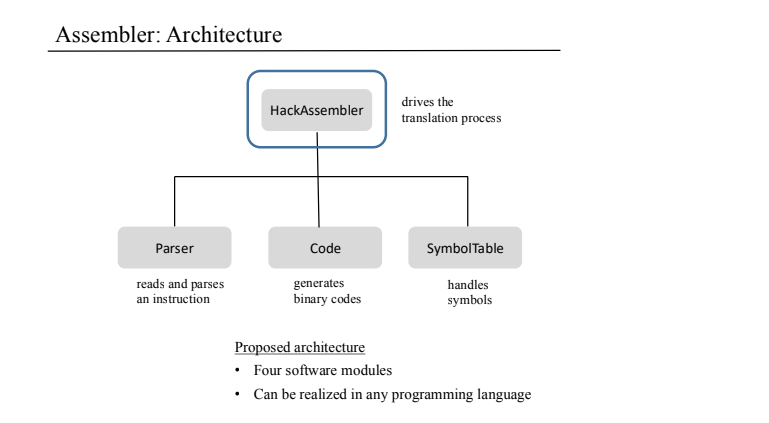 Assembler: Architecture
HackAssembler
drives the
translation process
Parser
Code
SymbolTable
reads and parses
an instruction
generates
binary codes
handles
symbols
Proposed architecture
• Four software modules
• Can be realized in any programming language